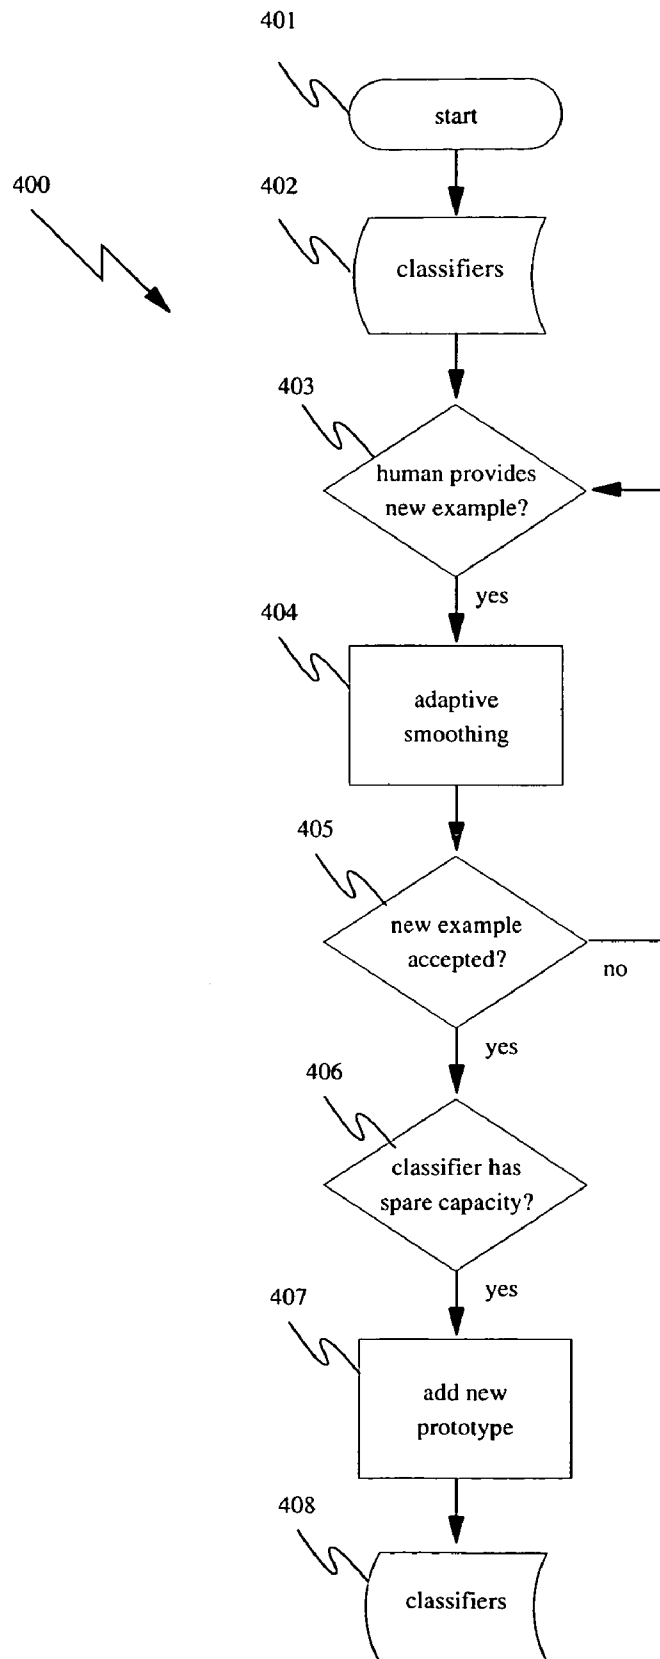 401
start
400
402
classifiers
403
human provides
new example?
yes
404
adaptive
smoothing
405
new example
accepted?
no
yes
406
classifier has
spare capacity?
yes
407
add new
prototype
408
classifiers